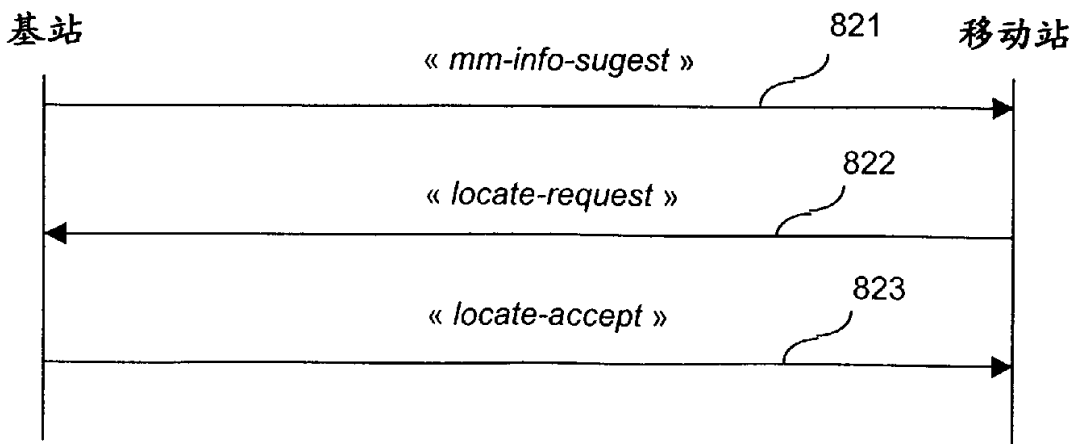 基站
821
移动站
« mm-info-sugest »
822
« locate-request »
823
« locate-accept »